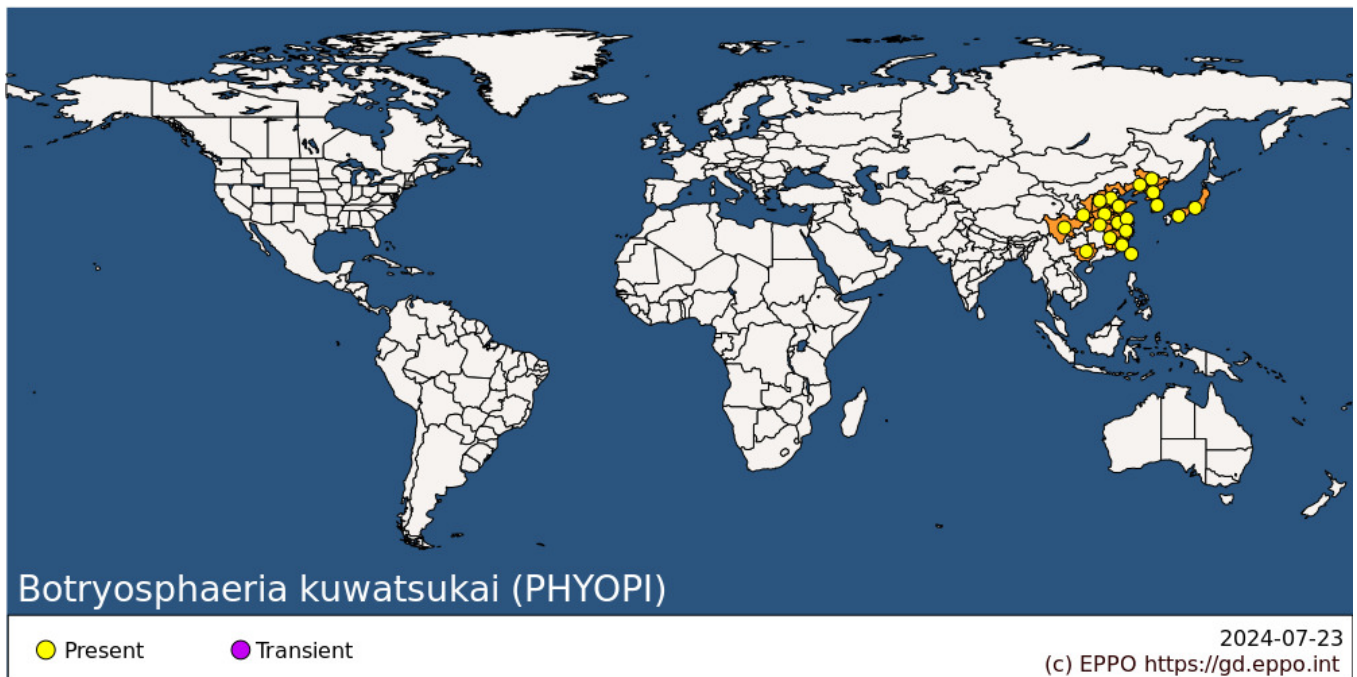 Botryosphaeria kuwatsukai (PHYOPI)
Present
Transient
2024-07-23
(c) EPPO https://gd.eppo.int